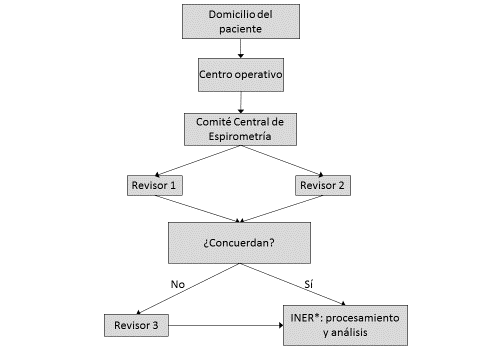 Domicilio del
paciente
Centro operativo
Comité Central de
Espirometría
Revisor 1
Revisor 2
¿Concuerdan?
No
Sí
Revisor 3
INER*: procesamiento
y análisis